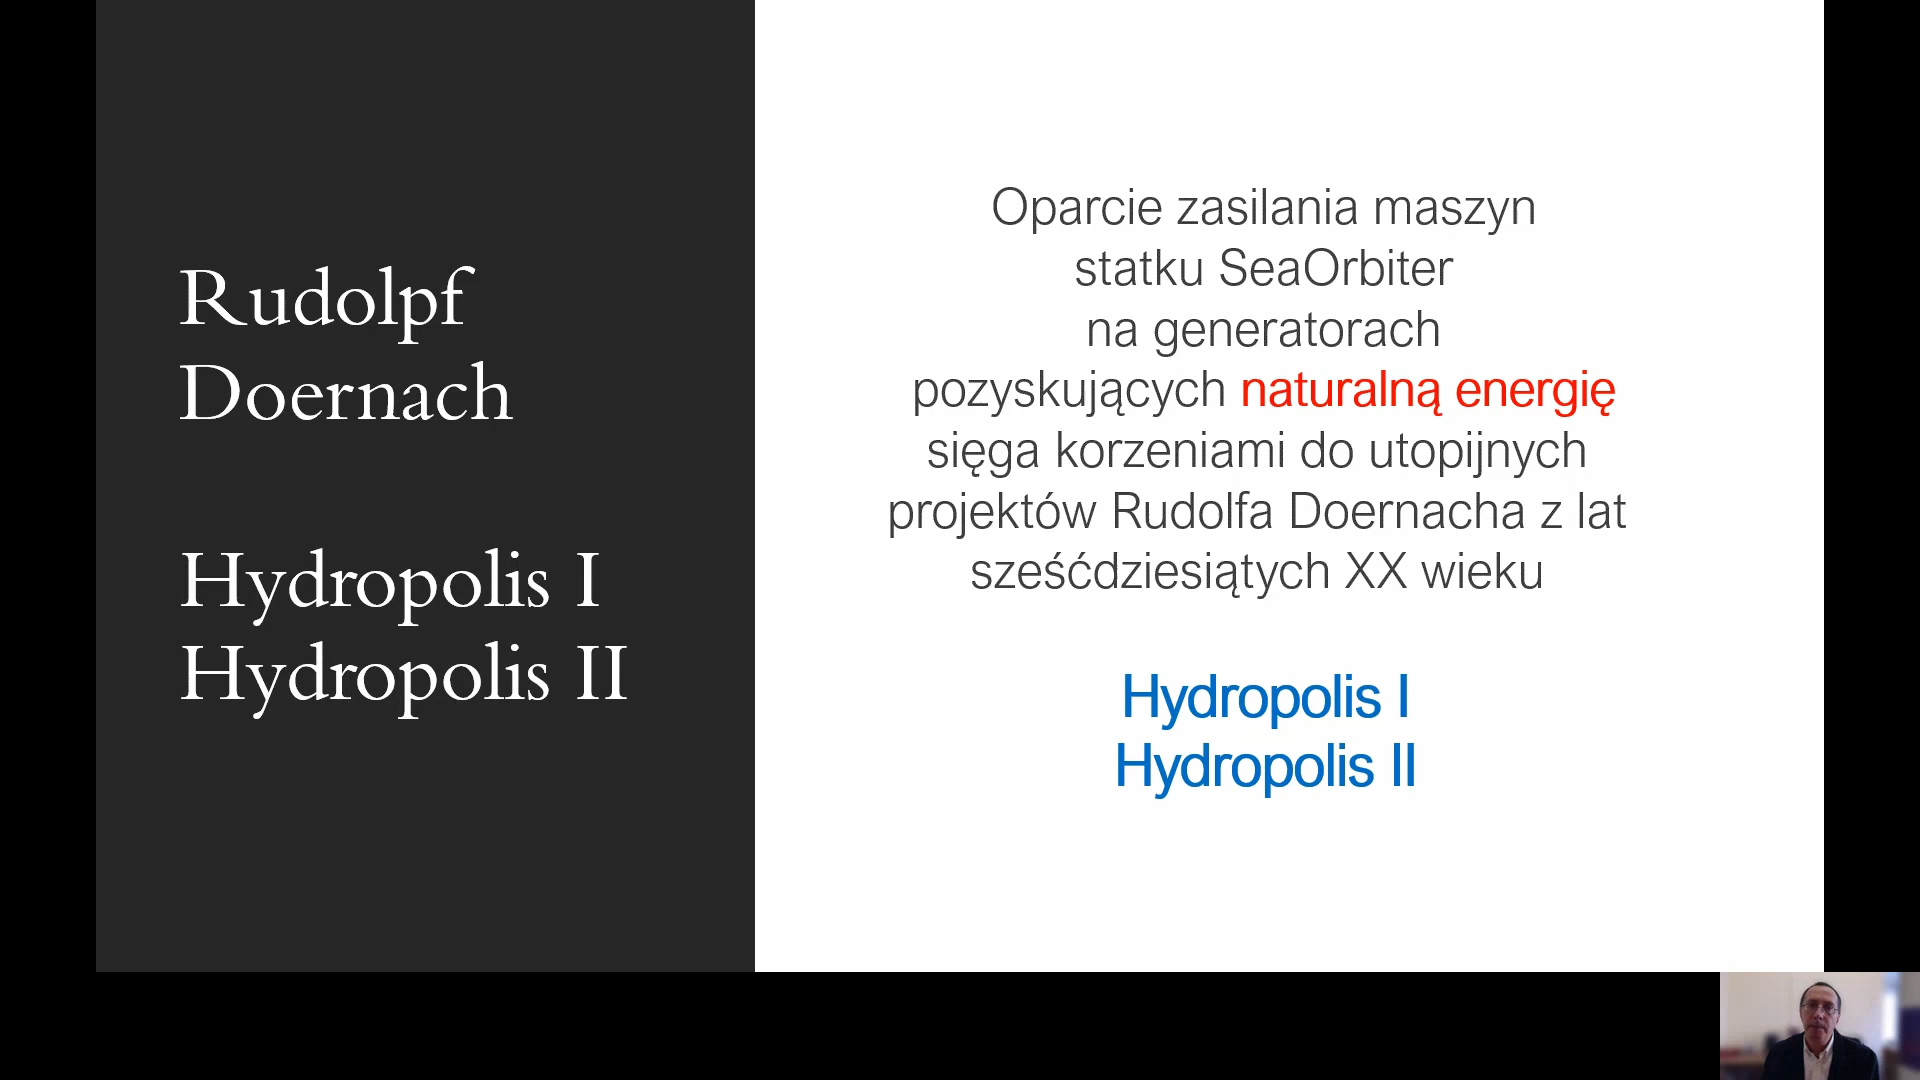 Rudolpf
Doernach
Hydropolis I
Hydropolis II
Oparcie zasilania maszyn
statku SeaOrbiter
na generatorach
pozyskujących naturalną energię
sięga korzeniami do utopijnych
projektów Rudolfa Doernacha z lat
sześćdziesiątych XX wieku
Hydropolis I
Hydropolis II